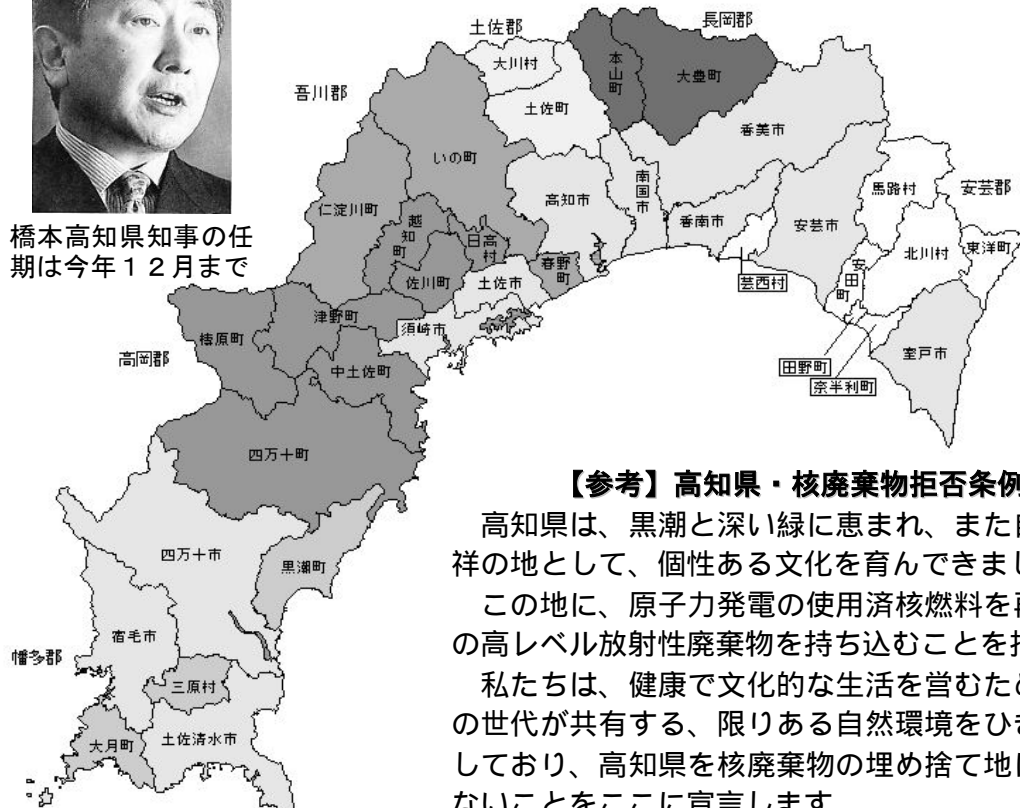 橋本高知県知事の任
期は今年１２月まで
土佐郡
長岡郡
吾川郡
安芸郡
高岡郡
幡多郡
大川村
本山町
大豊町
土佐町
香美市
いの町
高知市
南国市
香南市
安芸市
馬路村
北川村
東洋町
仁淀川町
越知町
日高村
佐川町
春野町
土佐市
芸西村
安田町
田野町
奈半利町
室戸市
津野町
須崎市
梼原町
中土佐町
四万十町
四万十市
黒潮町
宿毛市
三原村
大月町
土佐清水市
【参考】高知県・核廃棄物拒否条例
高知県は、黒潮と深い緑に恵まれ、また
祥の地として、個性ある文化を育んできまし
この地に、原子力発電の使用済核燃料を
の高レベル放射性廃棄物を持ち込むことを
私たちは、健康で文化的な生活を営むた
の世代が共有する、限りある自然環境をひ
しており、高知県を核廃棄物の埋め捨て地
ないことをここに宣言します